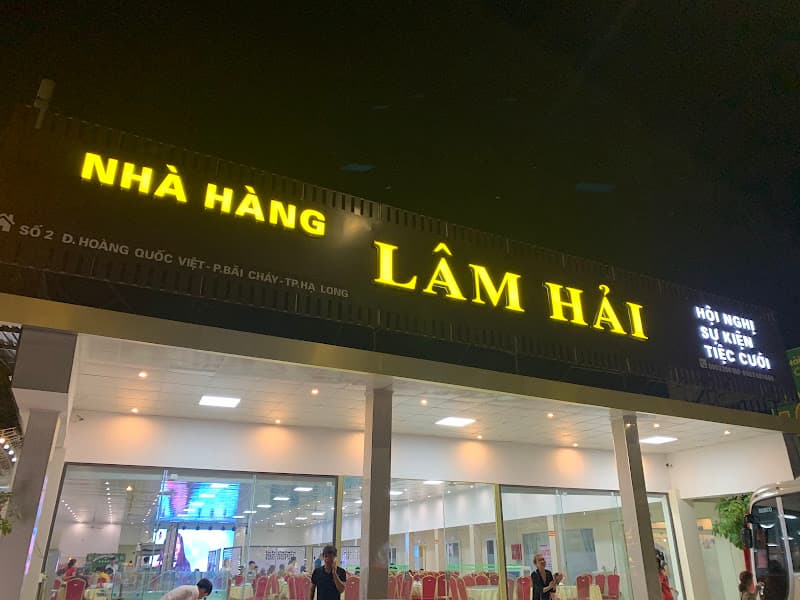 NHÀ HÀNG
SỐ 2 Đ. HOÀNG QUỐC VIỆT - P.BÃI CHÁY - TP.HẠ LONG
LÂM HẢI
HỘI NGHỊ
SỰ KIỆN
TIỆC CƯỚI